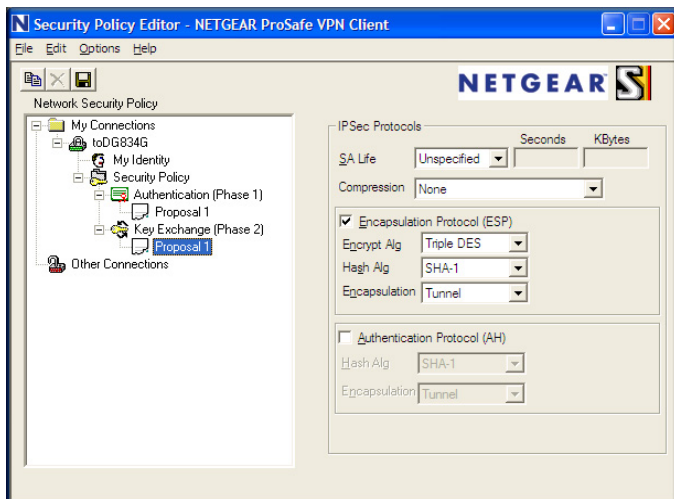 Security Policy Editor - NETGEAR ProSafe VPN Client
File Edit Options Help
NETGEAR
Network Security Policy
My Connections
toDG834G
My Identity
Security Policy
Authentication (Phase 1)
Proposal 1
Key Exchange (Phase 2)
Proposal 1
Other Connections
IPSec Protocols
Seconds KBytes
SA Life Unspecified
Compression None
Encapsulation Protocol (ESP)
Encrypt Alg Triple DES
Hash Alg SHA-1
Encapsulation Tunnel
Authentication Protocol (AH)
Hash Alg SHA-1
Encapsulation Tunnel